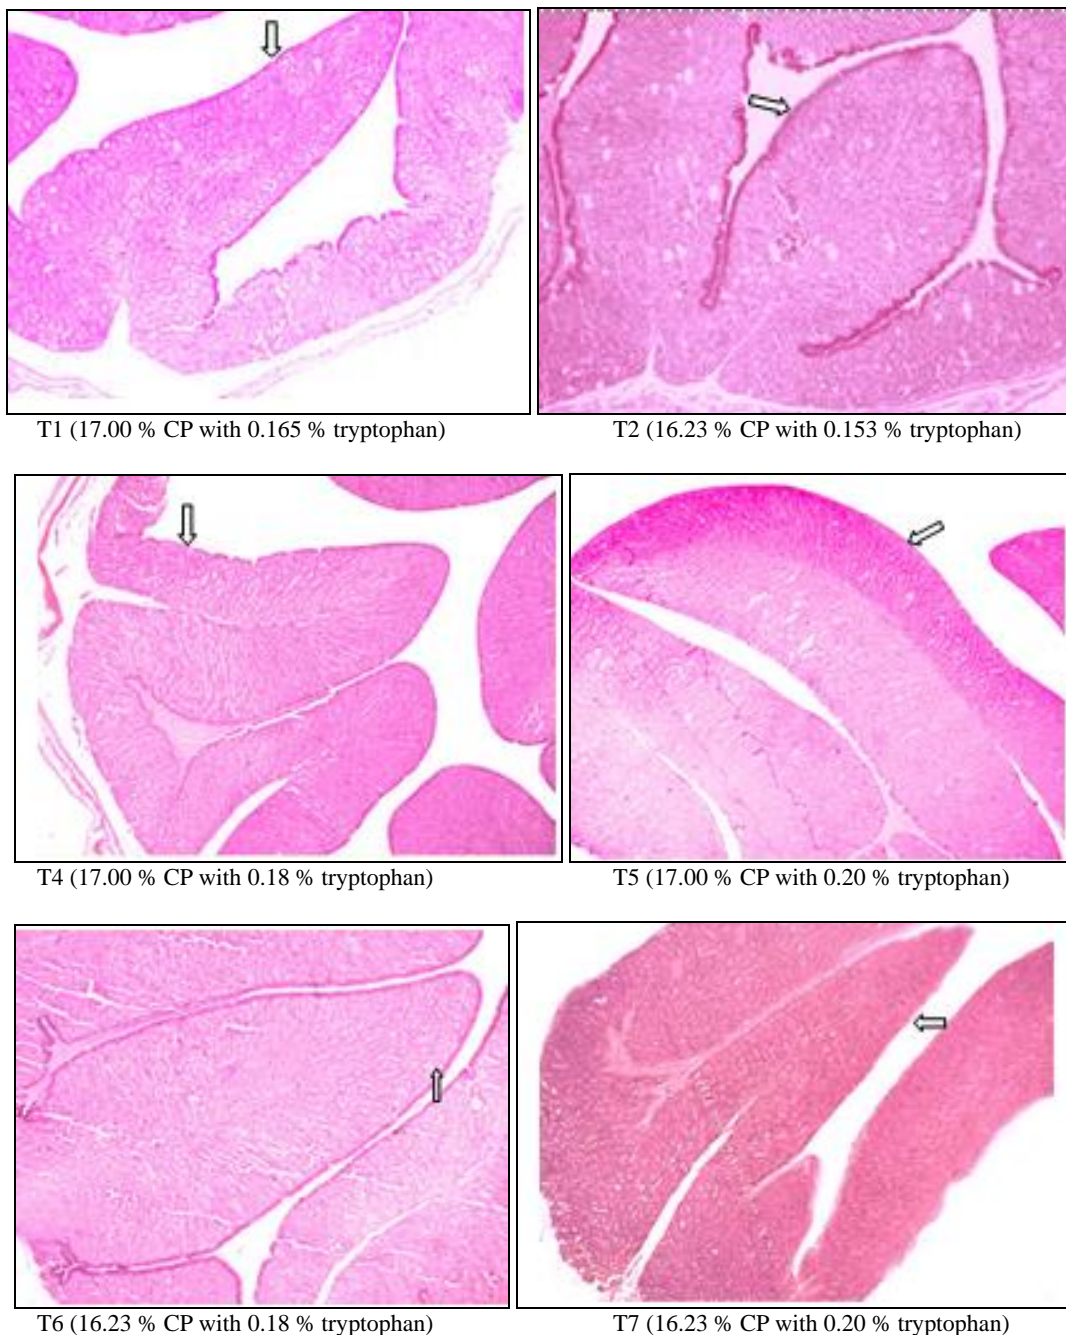 T1 (17.00 % CP with 0.165 % tryptophan)
T2 (16.23 % CP with 0.153 % tryptophan)
T4 (17.00 % CP with 0.18 % tryptophan)
T5 (17.00 % CP with 0.20 % tryptophan)
T6 (16.23 % CP with 0.18 % tryptophan)
T7 (16.23 % CP with 0.20 % tryptophan)